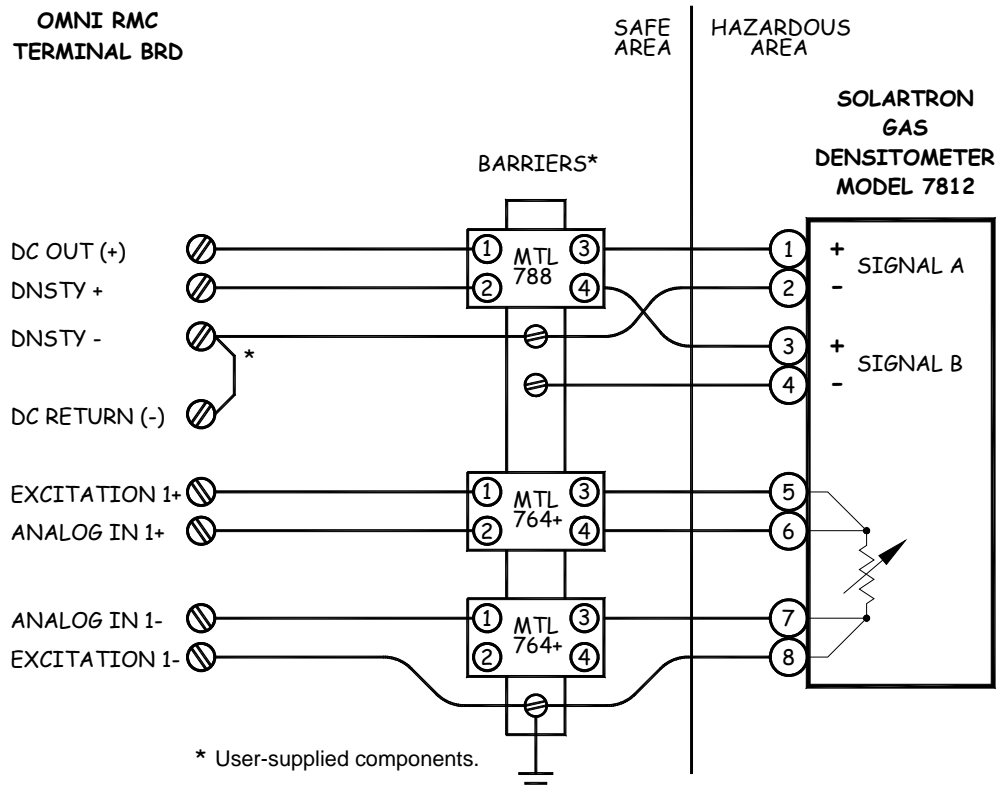 OMNI RMC
TERMINAL BRD
SAFE
AREA
HAZARDOUS
AREA
SOLARTRON
GAS
DENSITOMETER
MODEL 7812
BARRIERS*
DC OUT (+)
1
MTL
788
3
1
+
SIGNAL A
DNSTY +
2
4
2
-
DNSTY -
*
3
+
SIGNAL B
4
-
DC RETURN (-)
EXCITATION 1+
1
MTL
764+
3
5
ANALOG IN 1+
2
4
6
ANALOG IN 1-
1
MTL
764+
3
7
EXCITATION 1-
2
4
8
* User-supplied components.